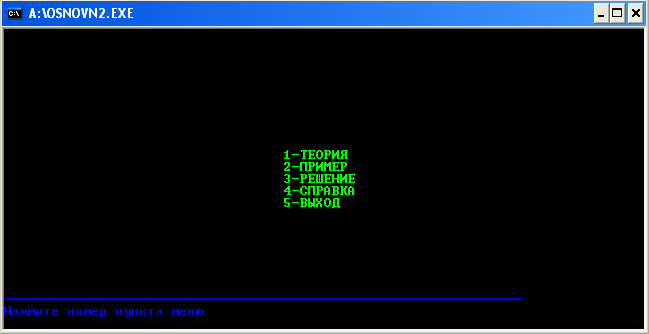 A:\OSNOVN2.EXE
1-ТЕОРИЯ
2-ПРИМЕР
3-РЕШЕНИЕ
4-СПРАВКА
5-ВЫХОД
Нажмите номер пункта меню